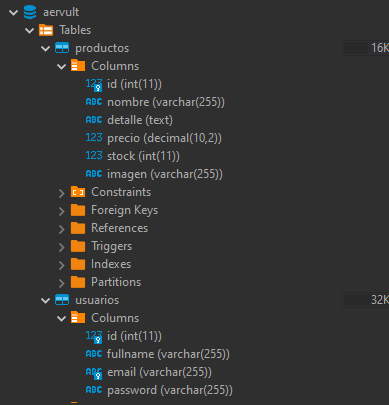 aervult
Tables
productos 16K
Columns
123 id (int(11))
ABC nombre (varchar(255))
ABC detalle (text)
123 precio (decimal(10,2))
123 stock (int(11))
ABC imagen (varchar(255))
Constraints
Foreign Keys
References
Triggers
Indexes
Partitions
usuarios 32K
Columns
123 id (int(11))
ABC fullname (varchar(255))
ABC email (varchar(255))
ABC password (varchar(255))